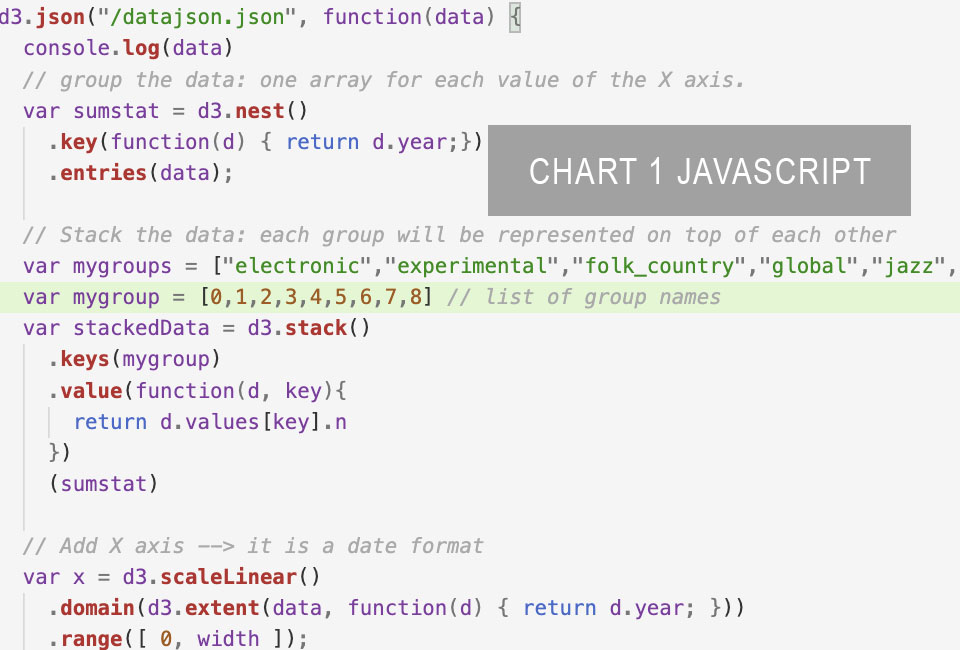 d3.json("/datajson.json", function(data) {
console.log(data)
// group the data: one array for each value of the X axis.
var sumstat = d3.nest()
.key(function(d) { return d.year;})
.entries(data);
CHART 1 JAVASCRIPT
// Stack the data: each group will be represented on top of each other
var mygroups = ["electronic","experimental","folk_country","global","jazz",
var mygroup = [0,1,2,3,4,5,6,7,8] // list of group names
var stackedData = d3.stack()
.keys(mygroup)
.value(function(d, key){
return d.values[key].n
})
(sumstat)
// Add X axis --> it is a date format
var x = d3.scaleLinear()
.domain(d3.extent(data, function(d) { return d.year; }))
.range([ 0, width ]);